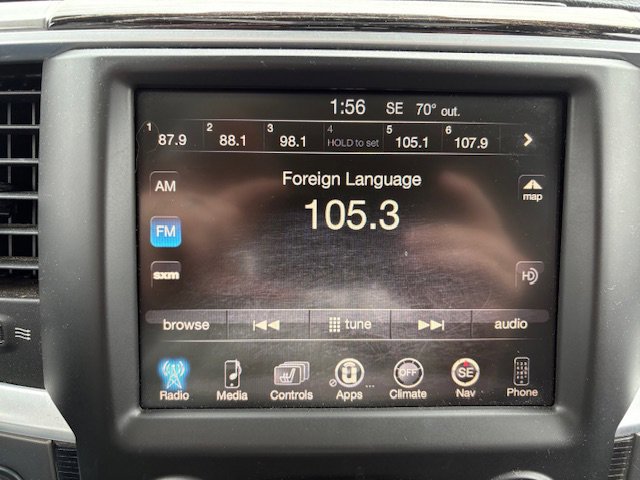 1:56 SE 70° out.
1 87.9 2 88.1 3 98.1 4 HOLD to set 5 105.1 6 107.9
Foreign Language
105.3
AM
map
FM
sxm
HD
browse tune audio
OFF SE
Radio Media Controls Apps Climate Nav Phone